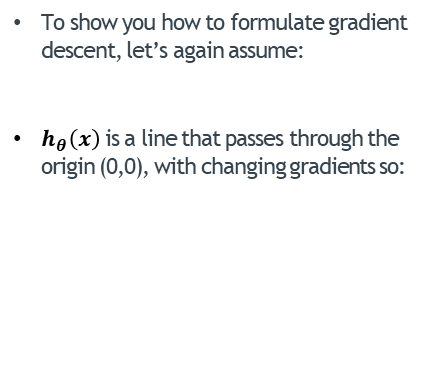 • To show you how to formulate gradient
descent, let's again assume:
• h_θ(x) is a line that passes through the
origin (0,0), with changing gradients so: